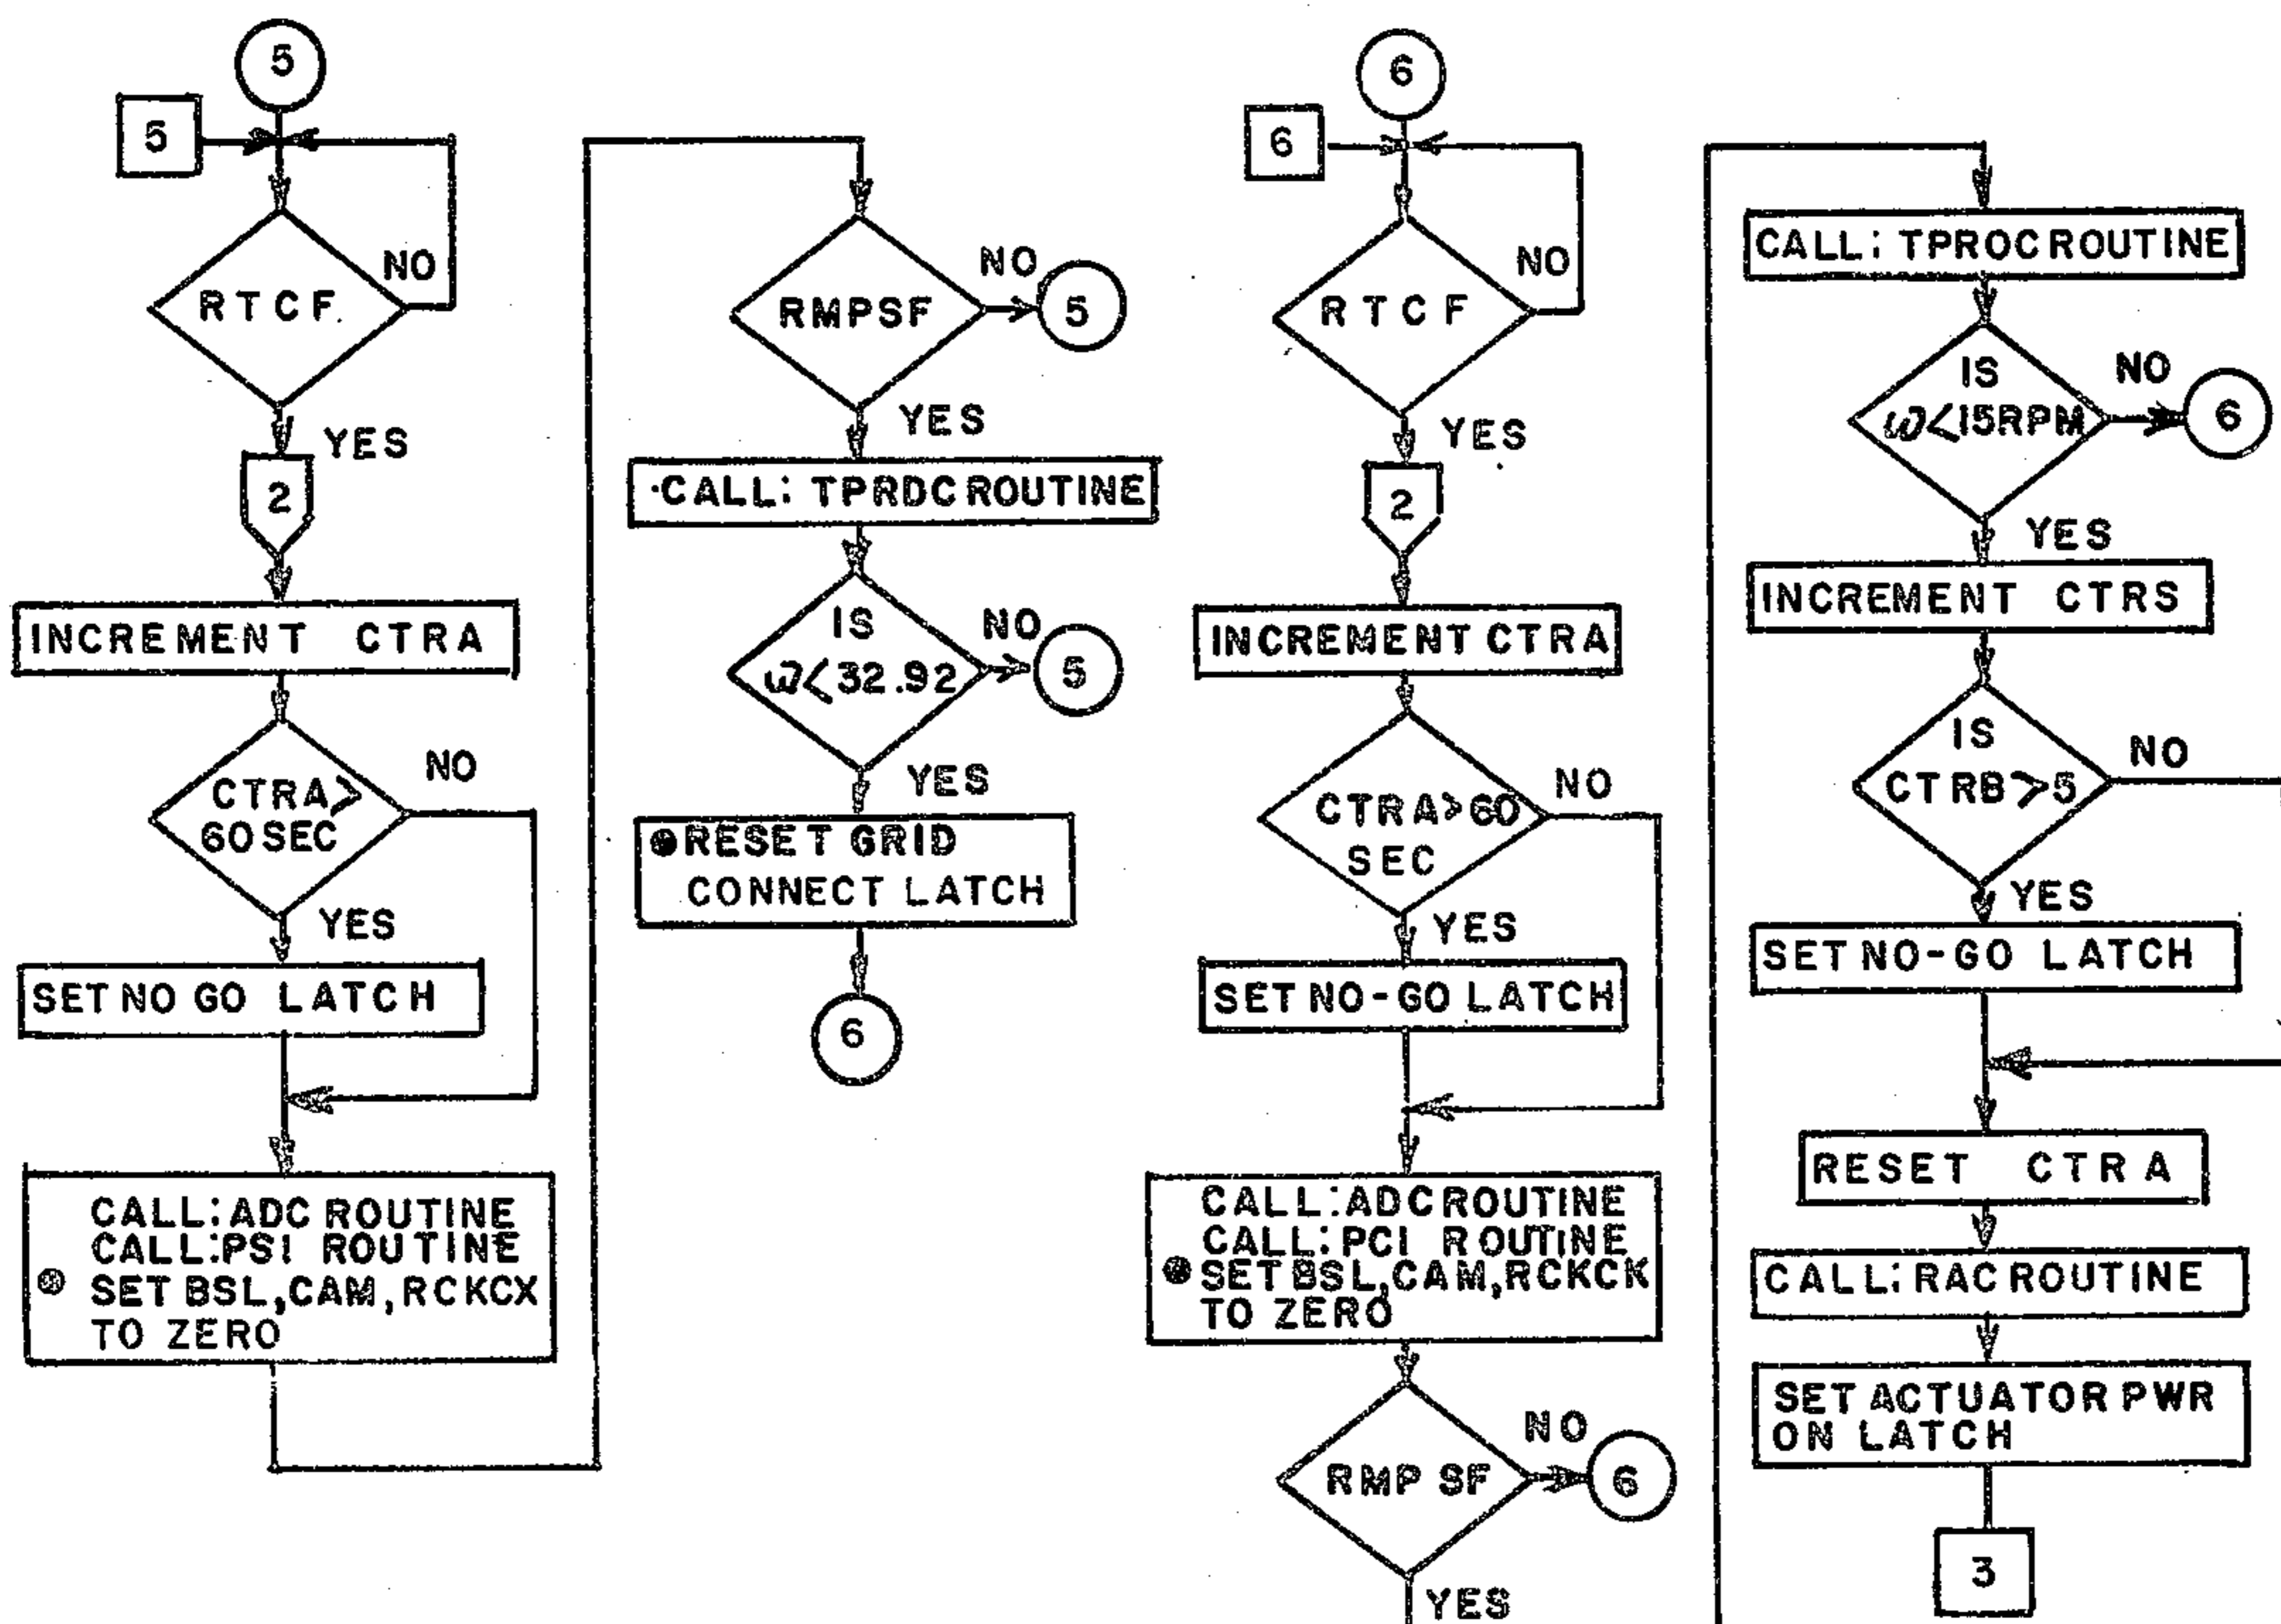 5
5
RTCF
NO
YES
2
INCREMENT CTRA
CTRA>
60SEC
NO
YES
SET NO GO LATCH
CALL: ADC ROUTINE
CALL: PSI ROUTINE
SET BSL, CAM, RCKCX
TO ZERO
RMPSF
NO
5
YES
CALL: TPRDC ROUTINE
IS
ω<32.92
NO
5
YES
RESET GRID
CONNECT LATCH
6
6
6
RTCF
NO
YES
2
INCREMENT CTRA
CTRA>60
SEC
NO
YES
SET NO-GO LATCH
CALL: ADC ROUTINE
CALL: PCI ROUTINE
SET BSL, CAM, RCKCK
TO ZERO
RMP SF
NO
6
YES
CALL: TPROC ROUTINE
IS
ω<15RPM
NO
6
YES
INCREMENT CTRS
IS
CTRB>5
NO
YES
SET NO-GO LATCH
RESET CTRA
CALL: RAC ROUTINE
SET ACTUATOR PWR
ON LATCH
3